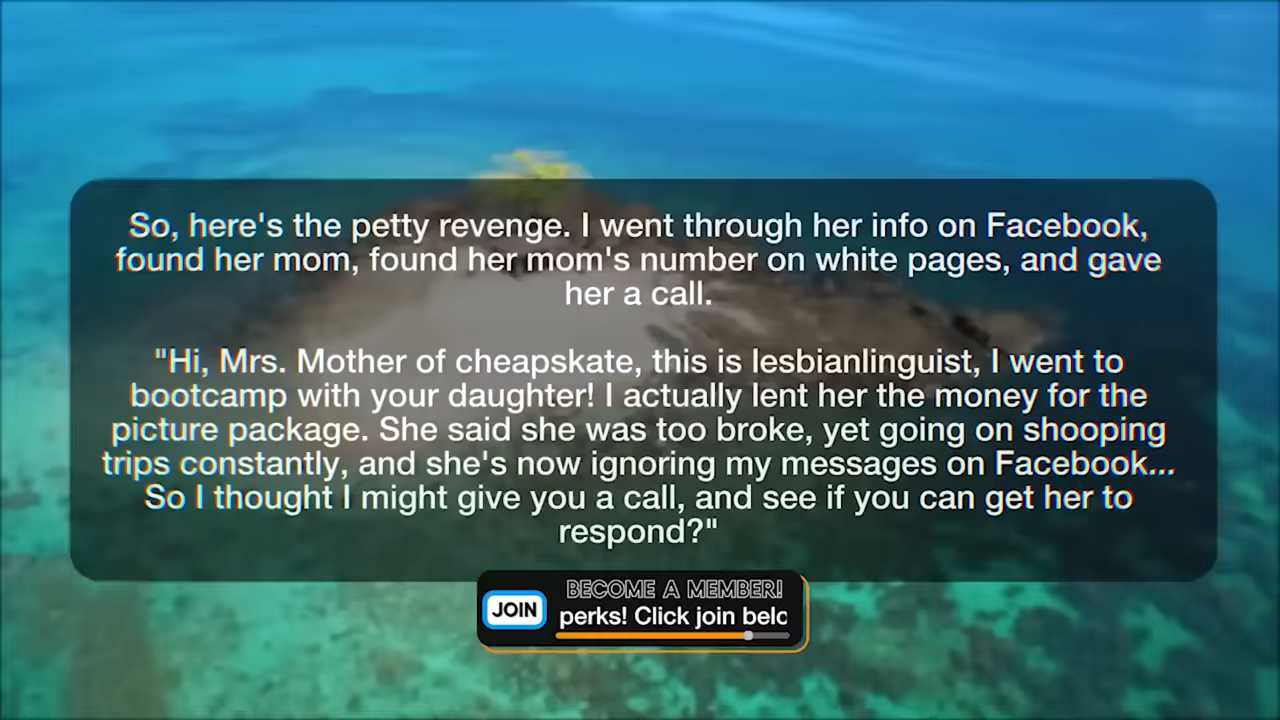 So, here's the petty revenge. I went through her info on Facebook,
found her mom, found her mom's number on white pages, and gave
her a call.
"Hi, Mrs. Mother of cheapskate, this is lesbianlinguist, I went to
bootcamp with your daughter! I actually lent her the money for the
picture package. She said she was too broke, yet going on shooping
trips constantly, and she's now ignoring my messages on Facebook...
So I thought I might give you a call, and see if you can get her to
respond?"
BECOME A MEMBER!
JOIN
perks! Click join belc